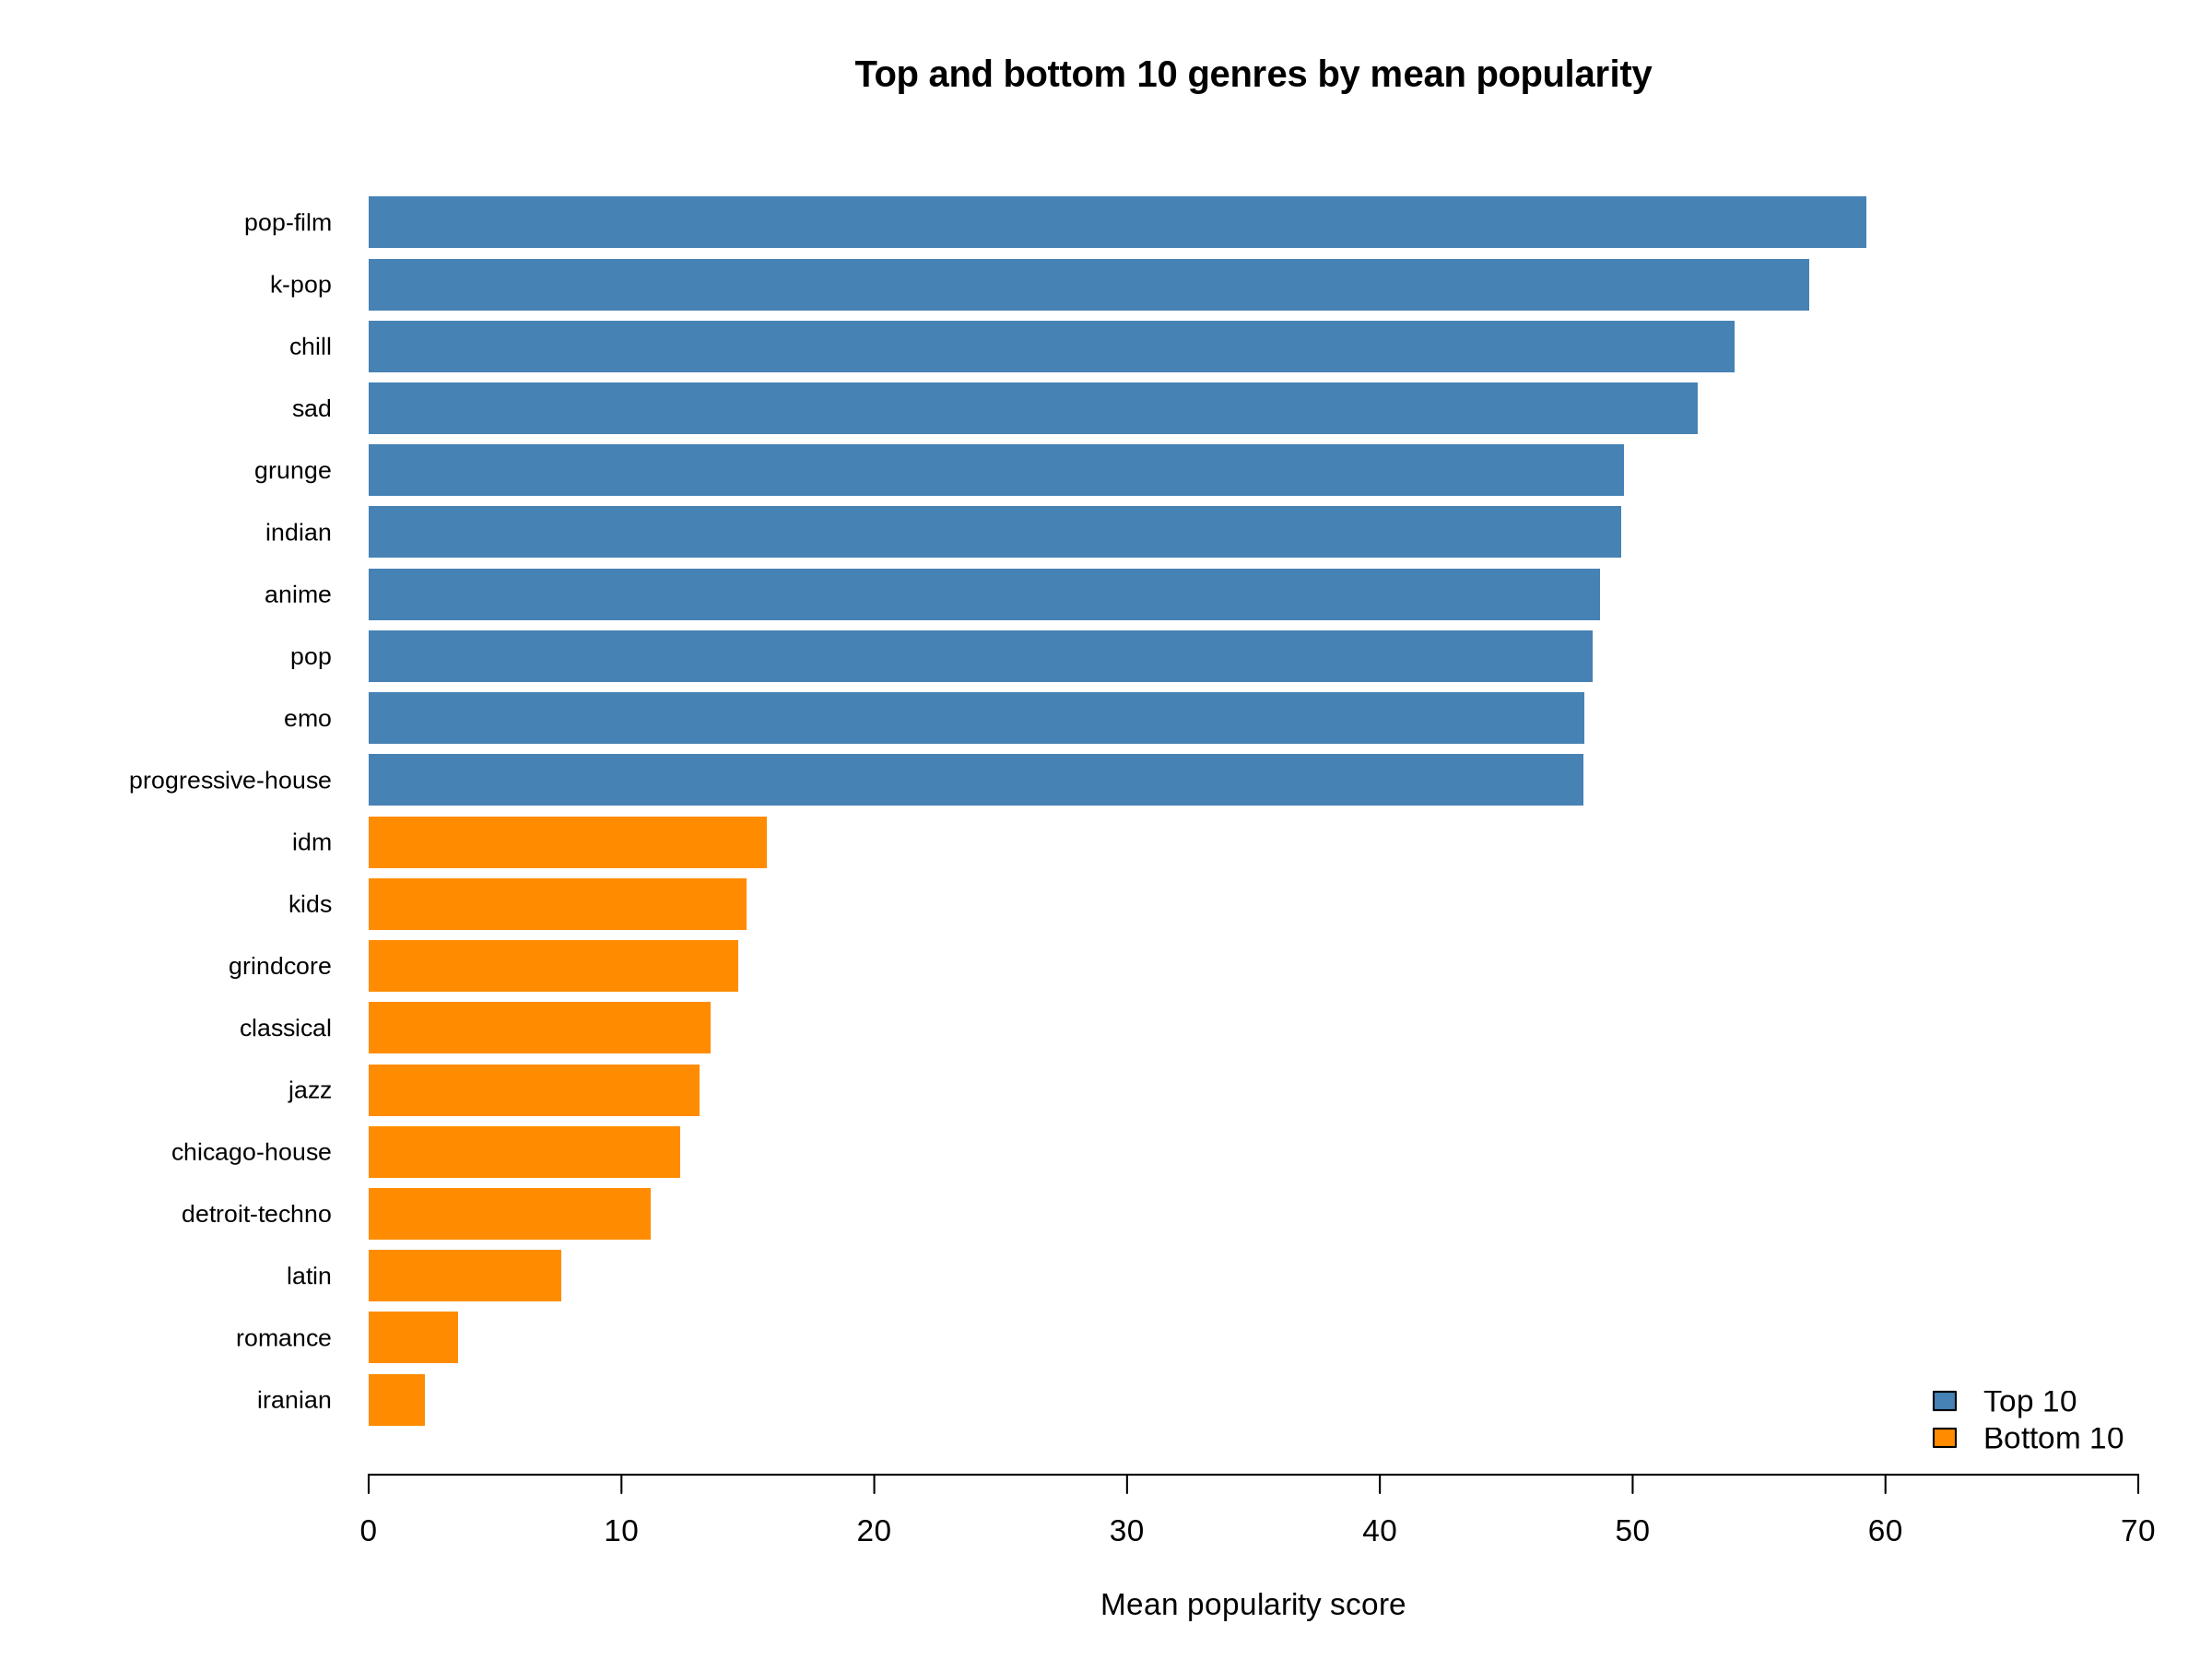 Top and bottom 10 genres by mean popularity
pop-film
k-pop
chill
sad
grunge
indian
anime
pop
emo
progressive-house
idm
kids
grindcore
classical
jazz
chicago-house
detroit-techno
latin
romance
iranian
Top 10
Bottom 10
0 10 20 30 40 50 60 70
Mean popularity score